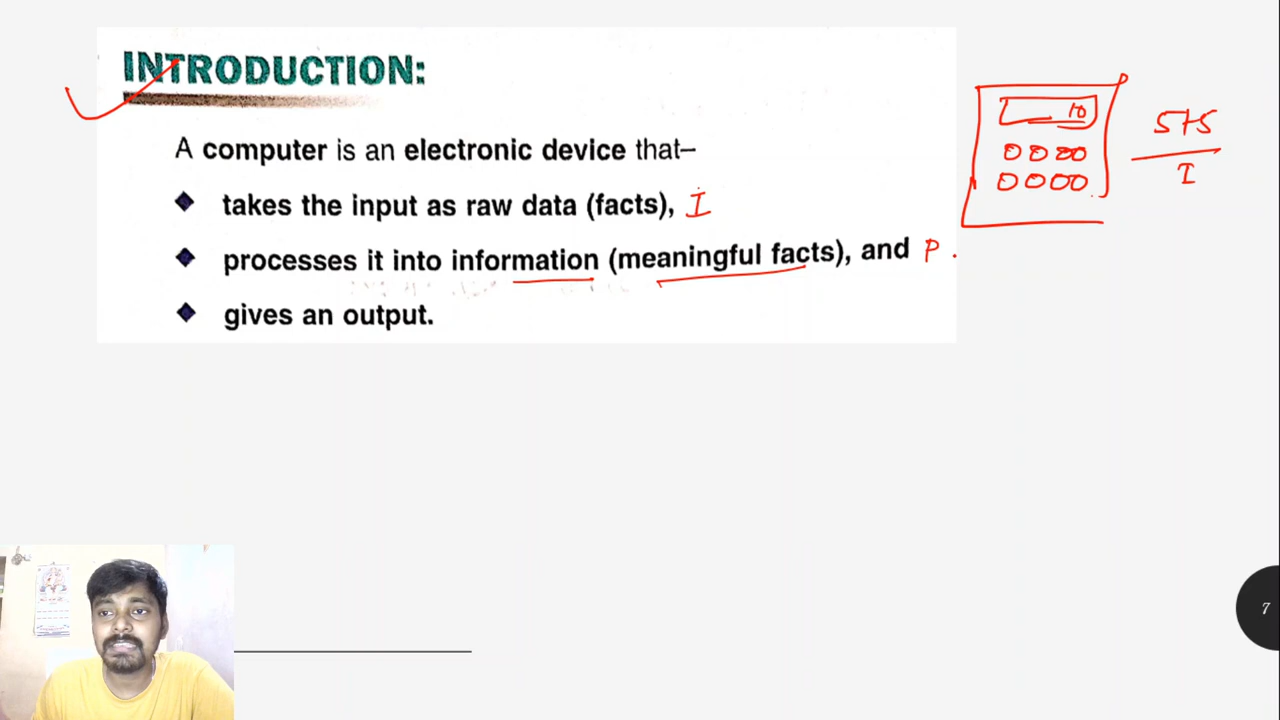 INTRODUCTION:
A computer is an electronic device that–
takes the input as raw data (facts), I
processes it into information (meaningful facts), and P.
gives an output.
10
5+5
I
7